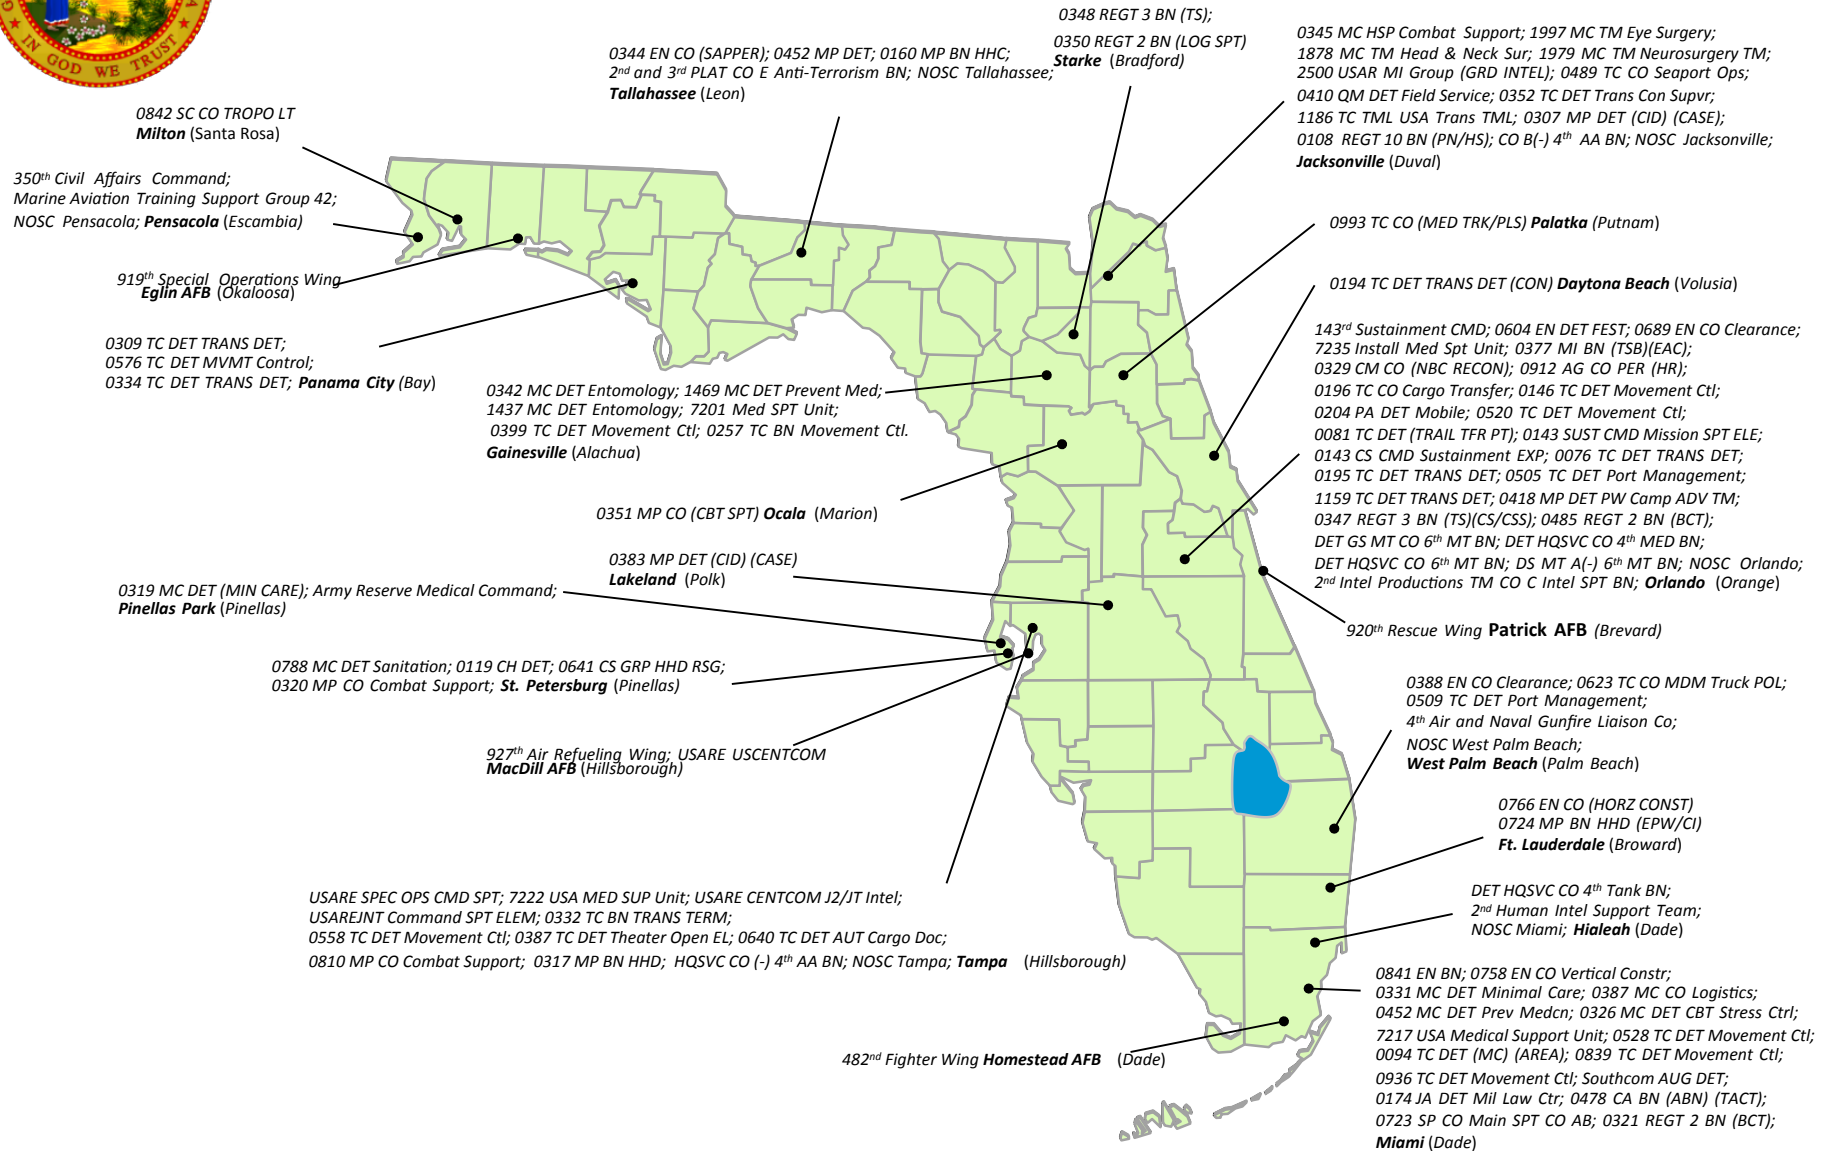 G
IN GOD WE TRUST
A
0348 REGT 3 BN (TS);
0350 REGT 2 BN (LOG SPT)
Starke (Bradford)
0344 EN CO (SAPPER); 0452 MP DET; 0160 MP BN HHC;
2nd and 3rd PLAT CO E Anti-Terrorism BN; NOSC Tallahassee;
Tallahassee (Leon)
0345 MC HSP Combat Support; 1997 MC TM Eye Surgery;
1878 MC TM Head & Neck Sur; 1979 MC TM Neurosurgery TM;
2500 USAR MI Group (GRD INTEL); 0489 TC CO Seaport Ops;
0410 QM DET Field Service; 0352 TC DET Trans Con Supvr;
1186 TC TML USA Trans TML; 0307 MP DET (CID) (CASE);
0108 REGT 10 BN (PN/HS); CO B(-) 4th AA BN; NOSC Jacksonville;
Jacksonville (Duval)
0842 SC CO TROPO LT
Milton (Santa Rosa)
350th Civil Affairs Command;
Marine Aviation Training Support Group 42;
NOSC Pensacola; Pensacola (Escambia)
919th Special Operations Wing
Eglin AFB (Okaloosa)
0309 TC DET TRANS DET;
0576 TC DET MVMT Control;
0334 TC DET TRANS DET; Panama City (Bay)
0993 TC CO (MED TRK/PLS) Palatka (Putnam)
0194 TC DET TRANS DET (CON) Daytona Beach (Volusia)
143rd Sustainment CMD; 0604 EN DET FEST; 0689 EN CO Clearance;
7235 Install Med Spt Unit; 0377 MI BN (TSB)(EAC);
0329 CM CO (NBC RECON); 0912 AG CO PER (HR);
0196 TC CO Cargo Transfer; 0146 TC DET Movement Ctl;
0204 PA DET Mobile; 0520 TC DET Movement Ctl;
0081 TC DET (TRAIL TFR PT); 0143 SUST CMD Mission SPT ELE;
0143 CS CMD Sustainment EXP; 0076 TC DET TRANS DET;
0195 TC DET TRANS DET; 0505 TC DET Port Management;
1159 TC DET TRANS DET; 0418 MP DET PW Camp ADV TM;
0347 REGT 3 BN (TS)(CS/CSS); 0485 REGT 2 BN (BCT);
DET GS MT CO 6th MT BN; DET HQSVC CO 4th MED BN;
DET HQSVC CO 6th MT BN; DS MT A(-) 6th MT BN; NOSC Orlando;
2nd Intel Productions TM CO C Intel SPT BN; Orlando (Orange)
0342 MC DET Entomology; 1469 MC DET Prevent Med;
1437 MC DET Entomology; 7201 Med SPT Unit;
0399 TC DET Movement Ctl; 0257 TC BN Movement Ctl.
Gainesville (Alachua)
0351 MP CO (CBT SPT) Ocala (Marion)
0383 MP DET (CID) (CASE)
Lakeland (Polk)
0319 MC DET (MIN CARE); Army Reserve Medical Command;
Pinellas Park (Pinellas)
0788 MC DET Sanitation; 0119 CH DET; 0641 CS GRP HHD RSG;
0320 MP CO Combat Support; St. Petersburg (Pinellas)
927th Air Refueling Wing; USARE USCENTCOM
MacDill AFB (Hillsborough)
920th Rescue Wing Patrick AFB (Brevard)
0388 EN CO Clearance; 0623 TC CO MDM Truck POL;
0509 TC DET Port Management;
4th Air and Naval Gunfire Liaison Co;
NOSC West Palm Beach;
West Palm Beach (Palm Beach)
0766 EN CO (HORZ CONST)
0724 MP BN HHD (EPW/CI)
Ft. Lauderdale (Broward)
USARE SPEC OPS CMD SPT; 7222 USA MED SUP Unit; USARE CENTCOM J2/JT Intel;
USAREJNT Command SPT ELEM; 0332 TC BN TRANS TERM;
0558 TC DET Movement Ctl; 0387 TC DET Theater Open EL; 0640 TC DET AUT Cargo Doc;
0810 MP CO Combat Support; 0317 MP BN HHD; HQSVC CO (-) 4th AA BN; NOSC Tampa; Tampa (Hillsborough)
DET HQSVC CO 4th Tank BN;
2nd Human Intel Support Team;
NOSC Miami; Hialeah (Dade)
482nd Fighter Wing Homestead AFB (Dade)
0841 EN BN; 0758 EN CO Vertical Constr;
0331 MC DET Minimal Care; 0387 MC CO Logistics;
0452 MC DET Prev Medcn; 0326 MC DET CBT Stress Ctrl;
7217 USA Medical Support Unit; 0528 TC DET Movement Ctl;
0094 TC DET (MC) (AREA); 0839 TC DET Movement Ctl;
0936 TC DET Movement Ctl; Southcom AUG DET;
0174 JA DET Mil Law Ctr; 0478 CA BN (ABN) (TACT);
0723 SP CO Main SPT CO AB; 0321 REGT 2 BN (BCT);
Miami (Dade)